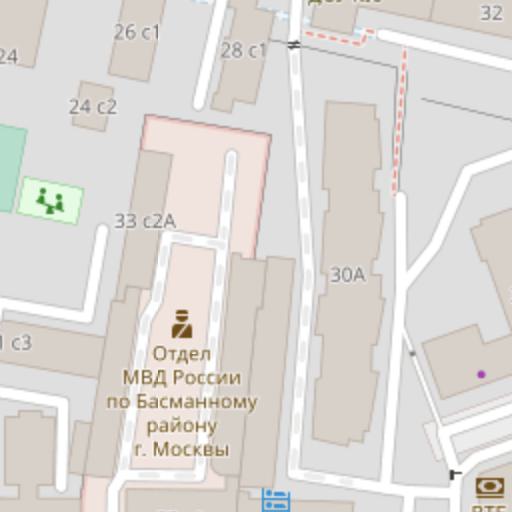 32
26 с1
28 с1
24
24 с2
33 с2А
30А
с3
Отдел
МВД России
по Басманному
району
г. Москвы
ВТБ